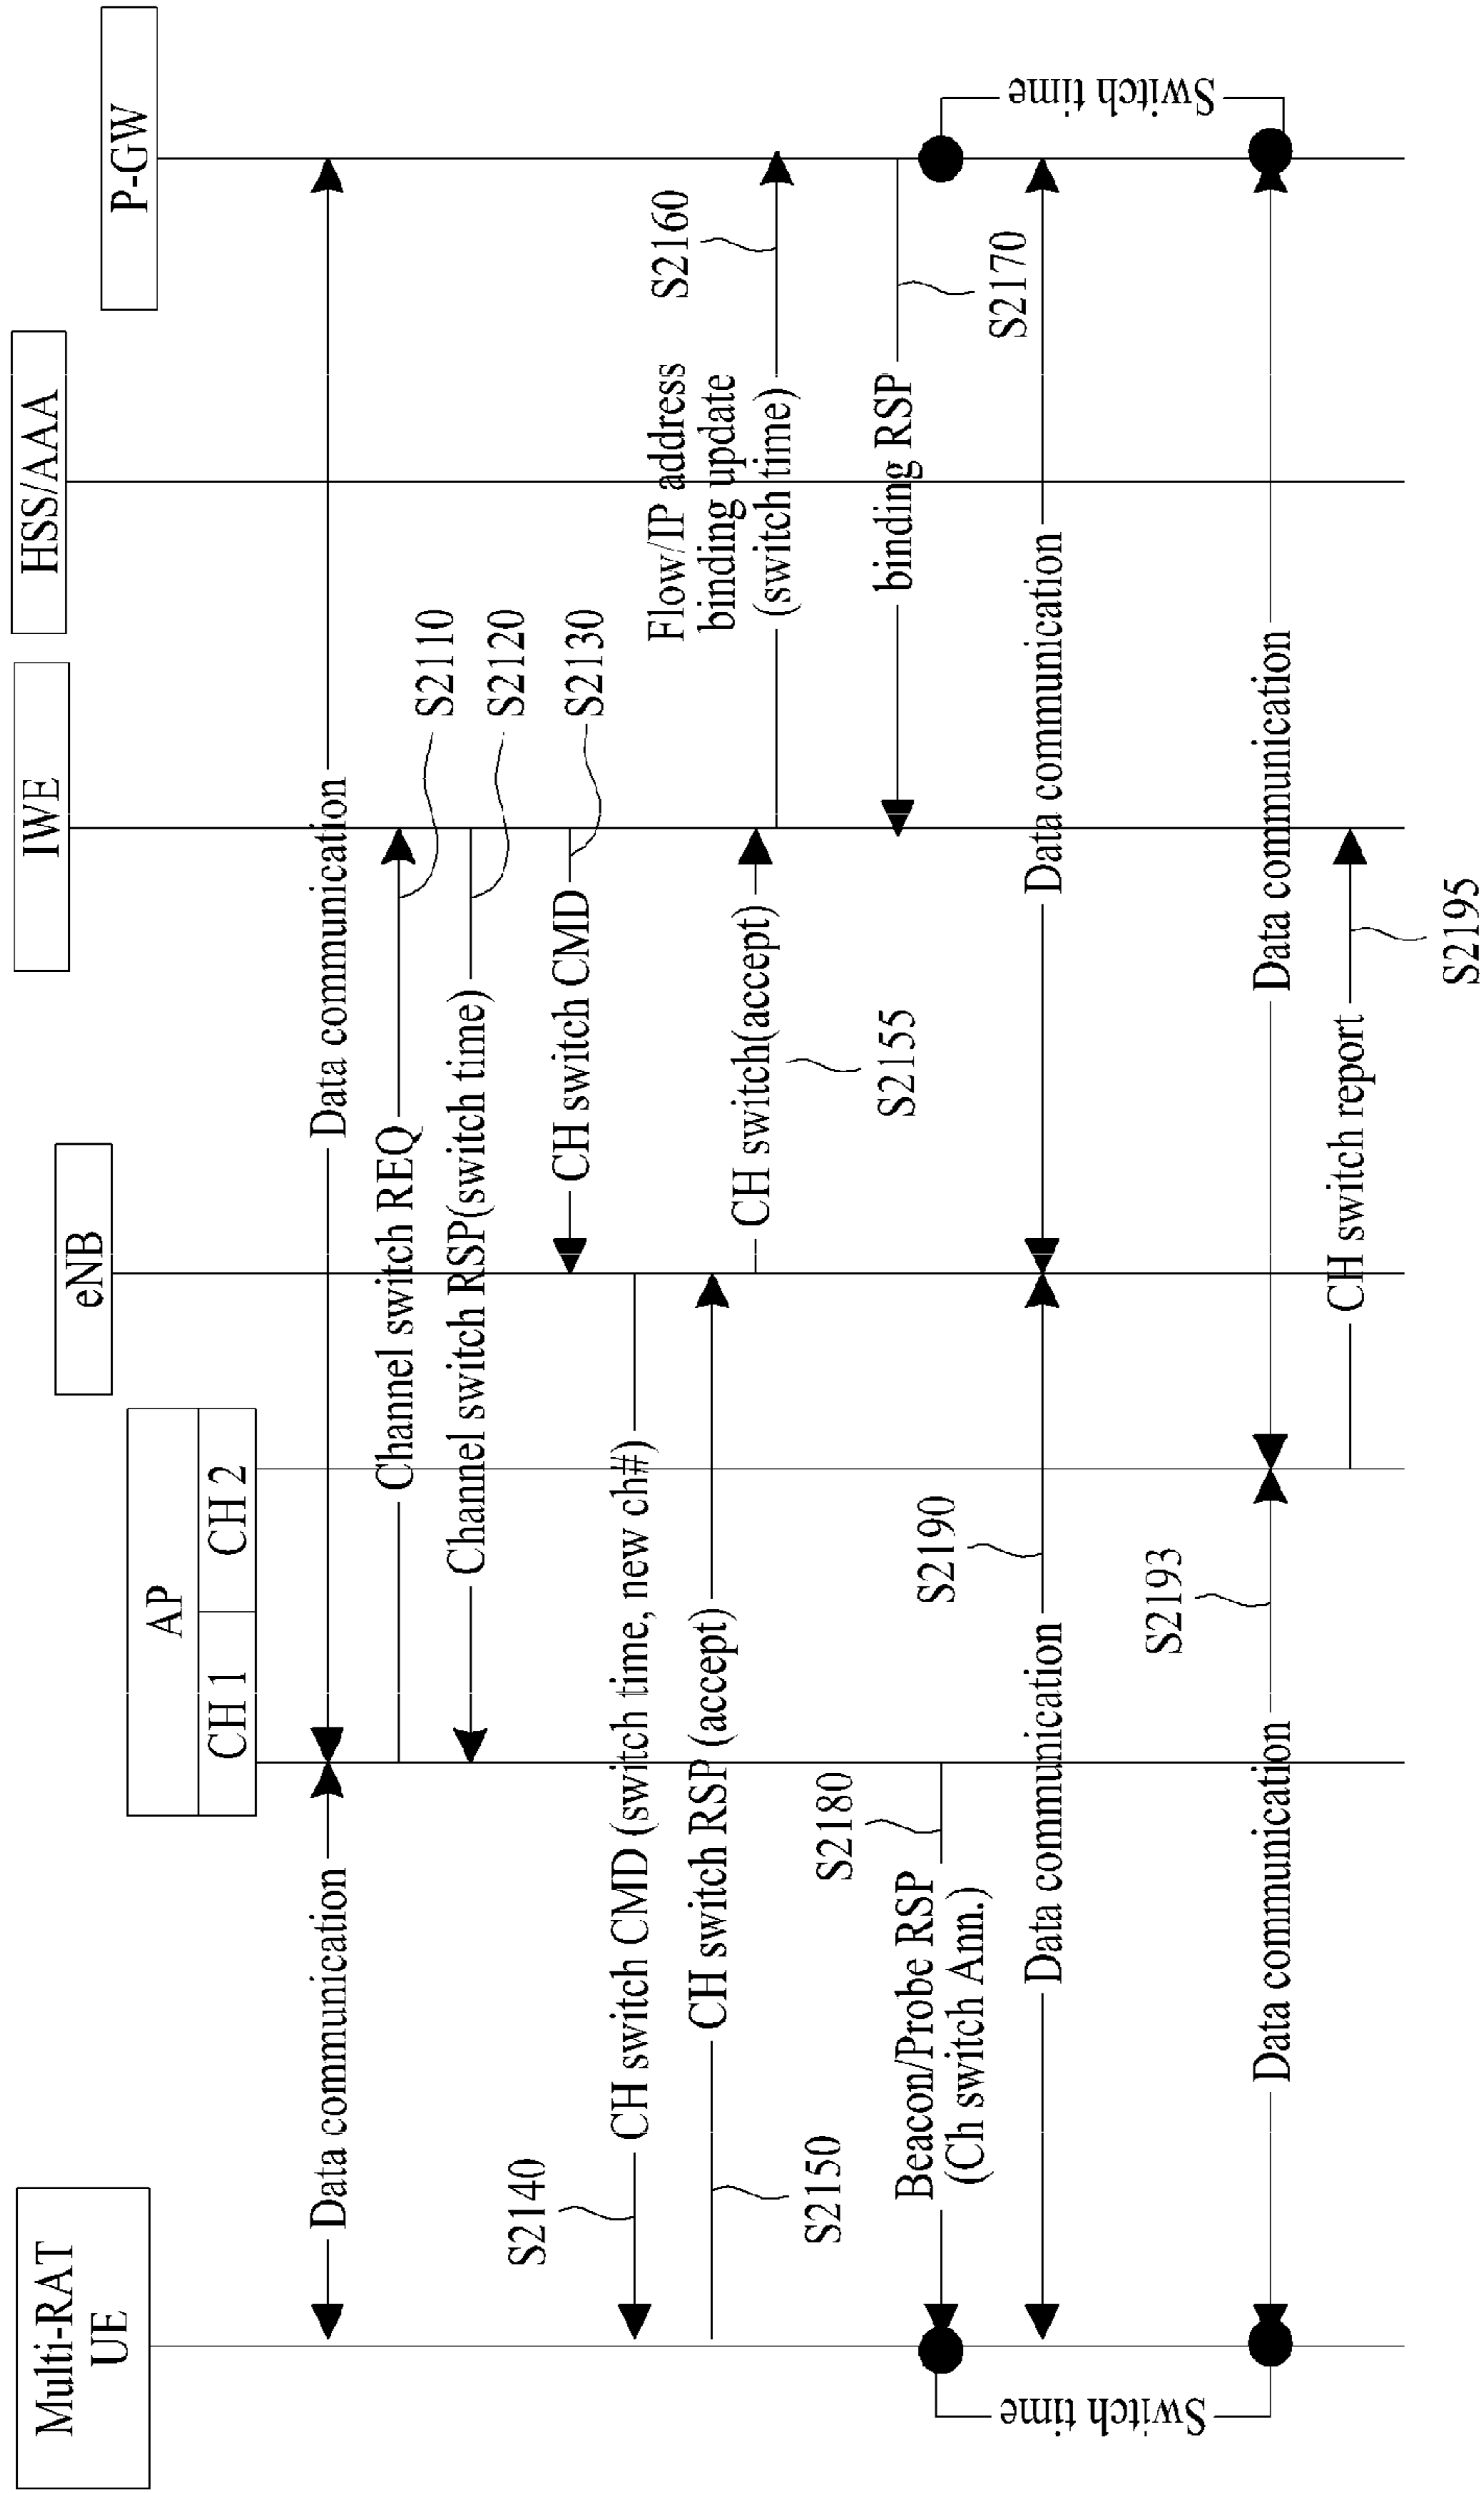 Multi-RAT
UE
AP
CH 1
CH 2
eNB
IWE
HSS/AAA
P-GW
Data communication
Data communication
Channel switch REQ
S2110
Channel switch RSP(switch time)
S2120
CH switch CMD
S2130
S2140
CH switch CMD (switch time, new ch#)
CH switch RSP (accept)
S2150
CH switch(accept)
S2155
Flow/IP address
binding update
(switch time)
S2160
binding RSP
S2170
S2180
Beacon/Probe RSP
(Ch switch Ann.)
S2190
Data communication
Data communication
Switch time
Switch time
S2193
Data communication
Data communication
CH switch report
S2195